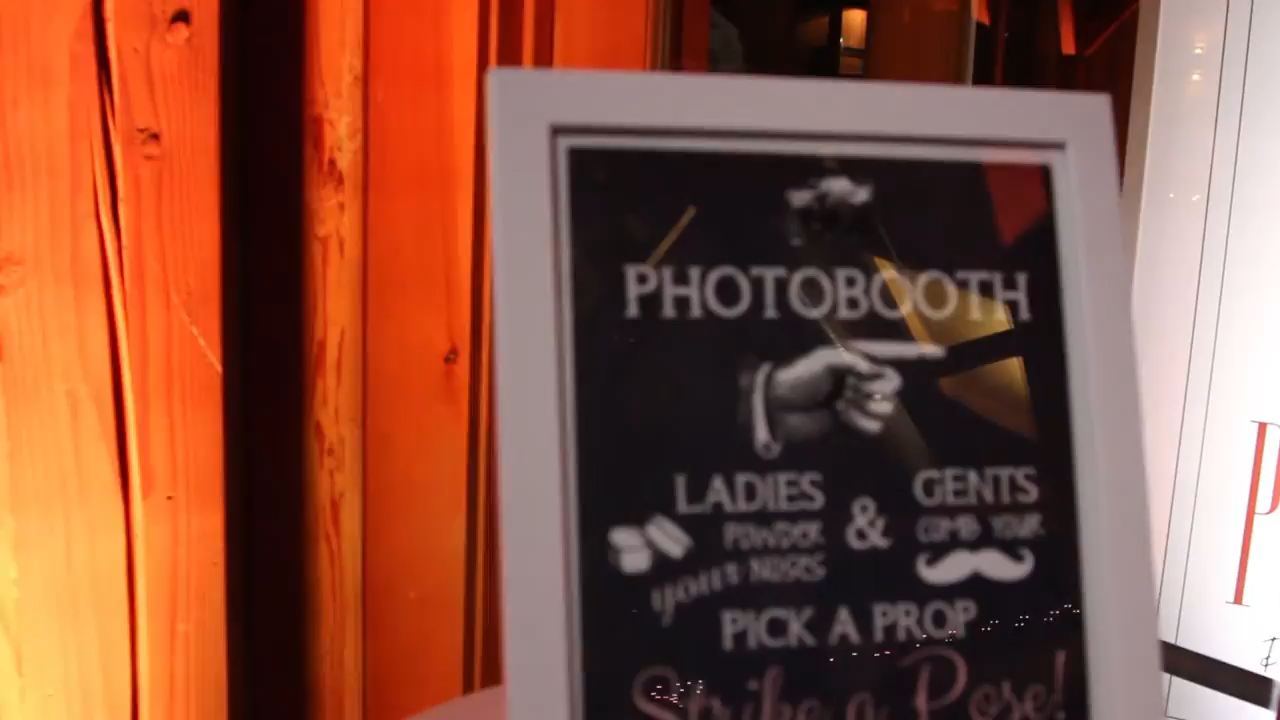 PHOTOBOOTH
LADIES & GENTS
POWDER COMB YOUR
your NOSES
PICK A PROP
Strike a Pose!
P